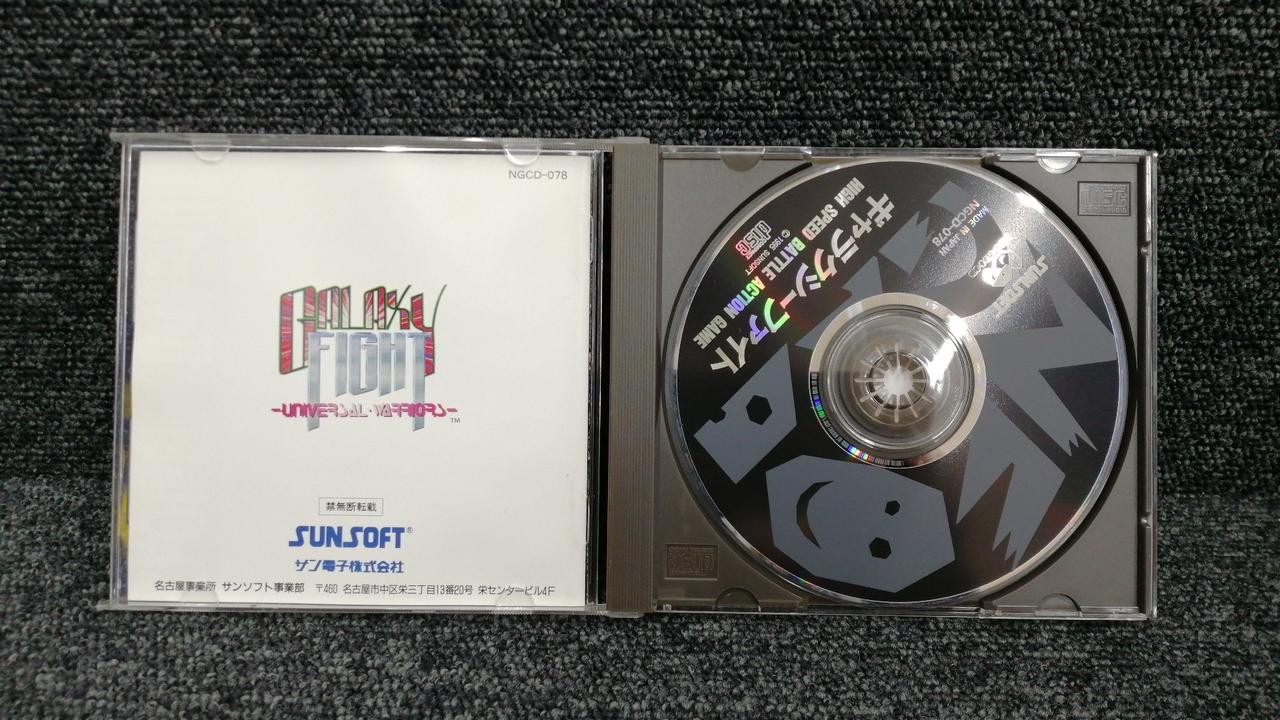 NGCD-078
GALAXY
FIGHT
-UNIVERSAL·WARRIORS-
TM
禁無断転載
SUNSOFT®
サン電子株式会社
名古屋事業所 サンソフト事業部 〒460 名古屋市中区栄三丁目13番20号 栄センタービル4F
ギャラクシーファイト
HIGH SPEED BATTLE ACTION GAME
disc
© 1995 SUNSOFT
MADE IN JAPAN
NGCD-078
SUNSOFT